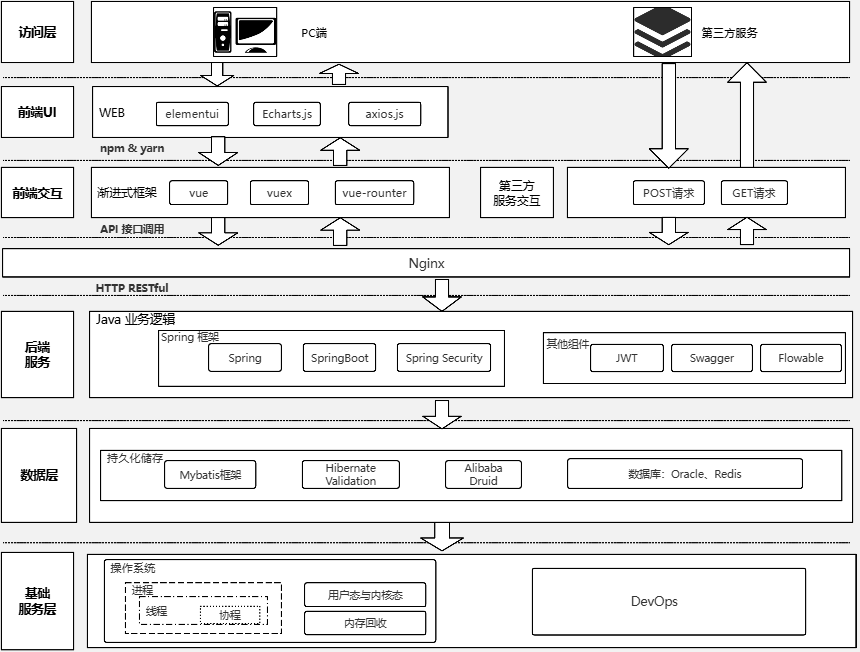 访问层
PC端
第三方服务
前端UI
WEB
elementui
Echarts.js
axios.js
npm & yarn
前端交互
渐进式框架
vue
vuex
vue-rounter
第三方
服务交互
POST请求
GET请求
API 接口调用
Nginx
HTTP RESTful
后端
服务
Java 业务逻辑
Spring 框架
Spring
SpringBoot
Spring Security
其他组件
JWT
Swagger
Flowable
数据层
持久化储存
Mybatis框架
Hibernate
Validation
Alibaba
Druid
数据库：Oracle、Redis
基础
服务层
操作系统
进程
线程
协程
用户态与内核态
内存回收
DevOps